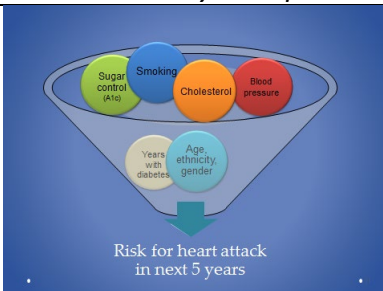 Sugar
control
(A1c)
Smoking
Cholesterol
Blood
pressure
Years
with
diabetes
Age,
ethnicity,
gender
Risk for heart attack
in next 5 years